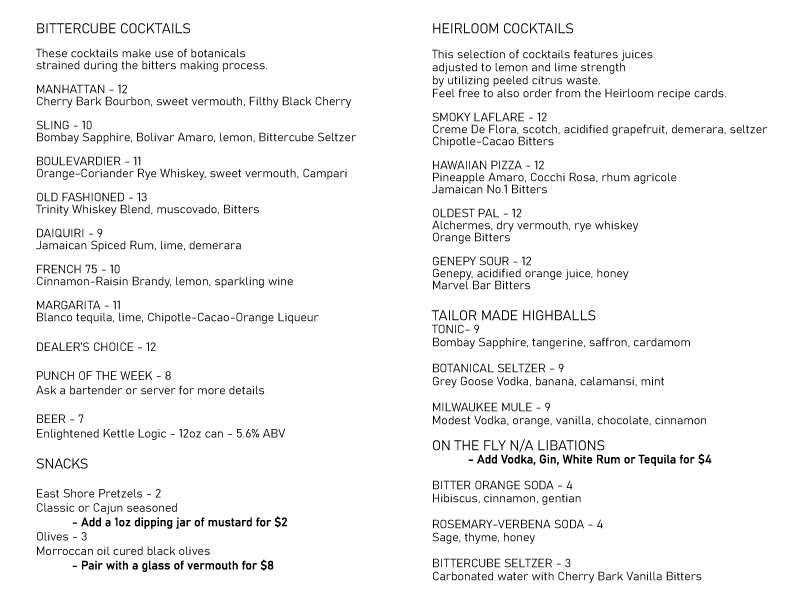 BITTERCUBE COCKTAILS
These cocktails make use of botanicals
strained during the bitters making process.
MANHATTAN - 12
Cherry Bark Bourbon, sweet vermouth, Filthy Black Cherry
SLING - 10
Bombay Sapphire, Bolivar Amaro, lemon, Bittercube Seltzer
BOULEVARDIER - 11
Orange-Coriander Rye Whiskey, sweet vermouth, Campari
OLD FASHIONED - 13
Trinity Whiskey Blend, muscovado, Bitters
DAIQUIRI - 9
Jamaican Spiced Rum, lime, demerara
FRENCH 75 - 10
Cinnamon-Raisin Brandy, lemon, sparkling wine
MARGARITA - 11
Blanco tequila, lime, Chipotle-Cacao-Orange Liqueur
DEALER'S CHOICE - 12
PUNCH OF THE WEEK - 8
Ask a bartender or server for more details
BEER - 7
Enlightened Kettle Logic - 12oz can - 5.6% ABV
SNACKS
East Shore Pretzels - 2
Classic or Cajun seasoned
- Add a 1oz dipping jar of mustard for $2
Olives - 3
Morroccan oil cured black olives
- Pair with a glass of vermouth for $8
HEIRLOOM COCKTAILS
This selection of cocktails features juices
adjusted to lemon and lime strength
by utilizing peeled citrus waste.
Feel free to also order from the Heirloom recipe cards.
SMOKY LAFLARE - 12
Creme De Flora, scotch, acidified grapefruit, demerara, seltzer
Chipotle-Cacao Bitters
HAWAIIAN PIZZA - 12
Pineapple Amaro, Cocchi Rosa, rhum agricole
Jamaican No.1 Bitters
OLDEST PAL - 12
Alchermes, dry vermouth, rye whiskey
Orange Bitters
GENEPY SOUR - 12
Genepy, acidified orange juice, honey
Marvel Bar Bitters
TAILOR MADE HIGHBALLS
TONIC- 9
Bombay Sapphire, tangerine, saffron, cardamom
BOTANICAL SELTZER - 9
Grey Goose Vodka, banana, calamansi, mint
MILWAUKEE MULE - 9
Modest Vodka, orange, vanilla, chocolate, cinnamon
ON THE FLY N/A LIBATIONS
- Add Vodka, Gin, White Rum or Tequila for $4
BITTER ORANGE SODA - 4
Hibiscus, cinnamon, gentian
ROSEMARY-VERBENA SODA - 4
Sage, thyme, honey
BITTERCUBE SELTZER - 3
Carbonated water with Cherry Bark Vanilla Bitters